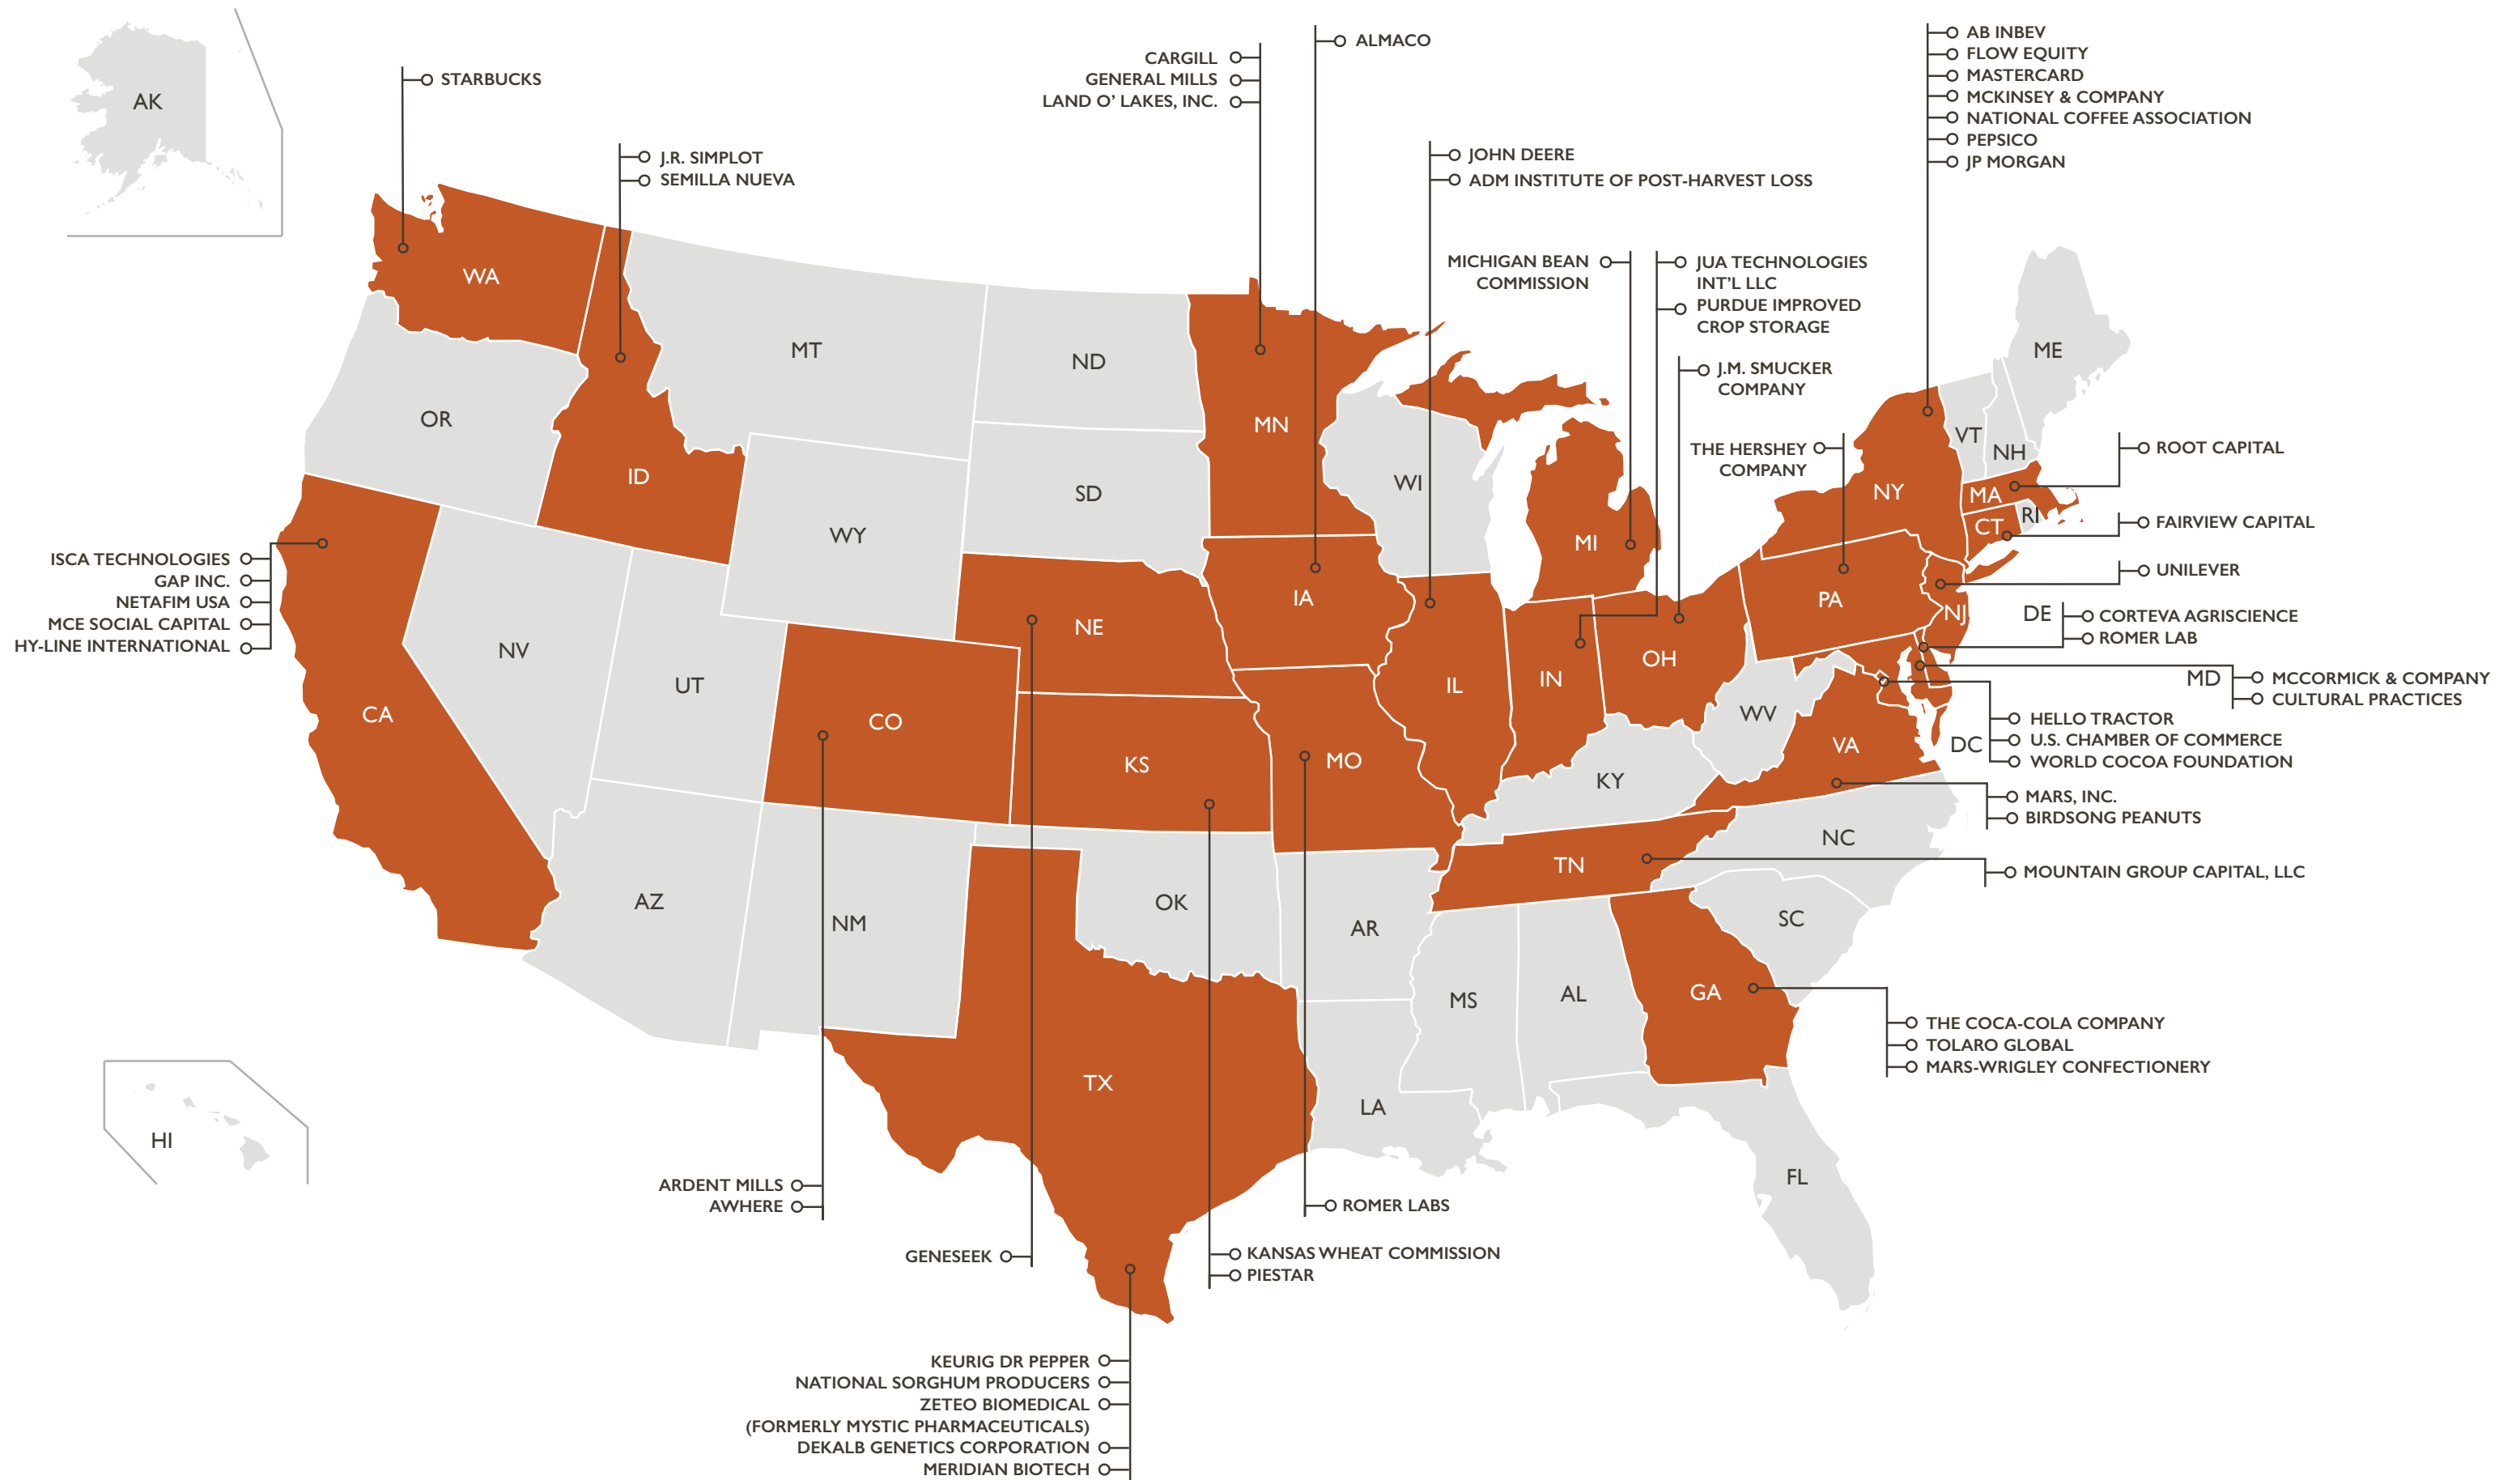 AK
STARBUCKS
J.R. SIMPLOT
SEMILLA NUEVA
CARGILL
GENERAL MILLS
LAND O' LAKES, INC.
ALMACO
JOHN DEERE
ADM INSTITUTE OF POST-HARVEST LOSS
MICHIGAN BEAN
COMMISSION
JUA TECHNOLOGIES
INT'L LLC
PURDUE IMPROVED
CROP STORAGE
J.M. SMUCKER
COMPANY
THE HERSHEY
COMPANY
AB INBEV
FLOW EQUITY
MASTERCARD
MCKINSEY & COMPANY
NATIONAL COFFEE ASSOCIATION
PEPSICO
JP MORGAN
ROOT CAPITAL
FAIRVIEW CAPITAL
UNILEVER
DE
CORTEVA AGRISCIENCE
ROMER LAB
MD
MCCORMICK & COMPANY
CULTURAL PRACTICES
DC
HELLO TRACTOR
U.S. CHAMBER OF COMMERCE
WORLD COCOA FOUNDATION
MARS, INC.
BIRDSONG PEANUTS
MOUNTAIN GROUP CAPITAL, LLC
THE COCA-COLA COMPANY
TOLARO GLOBAL
MARS-WRIGLEY CONFECTIONERY
ISCA TECHNOLOGIES
GAP INC.
NETAFIM USA
MCE SOCIAL CAPITAL
HY-LINE INTERNATIONAL
WA
OR
ID
MT
ND
SD
MN
WI
MI
WY
NE
IA
NV
UT
CA
CO
KS
MO
IL
IN
OH
PA
NY
VT
NH
ME
MA
RI
CT
NJ
WV
VA
KY
NC
TN
SC
AZ
NM
OK
AR
MS
AL
GA
TX
LA
FL
HI
ARDENT MILLS
AWHERE
GENESEEK
ROMER LABS
KANSAS WHEAT COMMISSION
PIESTAR
KEURIG DR PEPPER
NATIONAL SORGHUM PRODUCERS
ZETEO BIOMEDICAL
(FORMERLY MYSTIC PHARMACEUTICALS)
DEKALB GENETICS CORPORATION
MERIDIAN BIOTECH